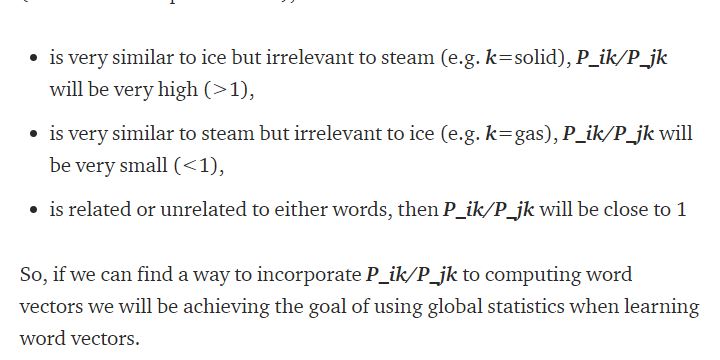 • is very similar to ice but irrelevant to steam (e.g. k=solid), P_ik/P_jk
will be very high (>1),
• is very similar to steam but irrelevant to ice (e.g. k=gas), P_ik/P_jk will
be very small (<1),
• is related or unrelated to either words, then P_ik/P_jk will be close to 1
So, if we can find a way to incorporate P_ik/P_jk to computing word
vectors we will be achieving the goal of using global statistics when learning
word vectors.